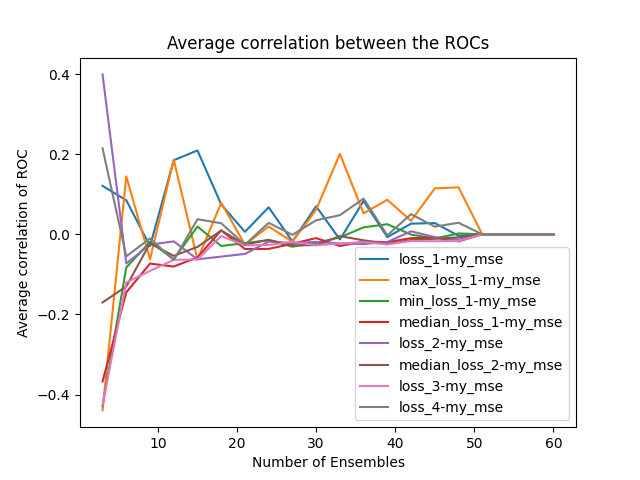 Average correlation between the ROCs
Average correlation of ROC
0.4
0.2
0.0
−0.2
−0.4
loss_1-my_mse
max_loss_1-my_mse
min_loss_1-my_mse
median_loss_1-my_mse
loss_2-my_mse
median_loss_2-my_mse
loss_3-my_mse
loss_4-my_mse
10 20 30 40 50 60
Number of Ensembles